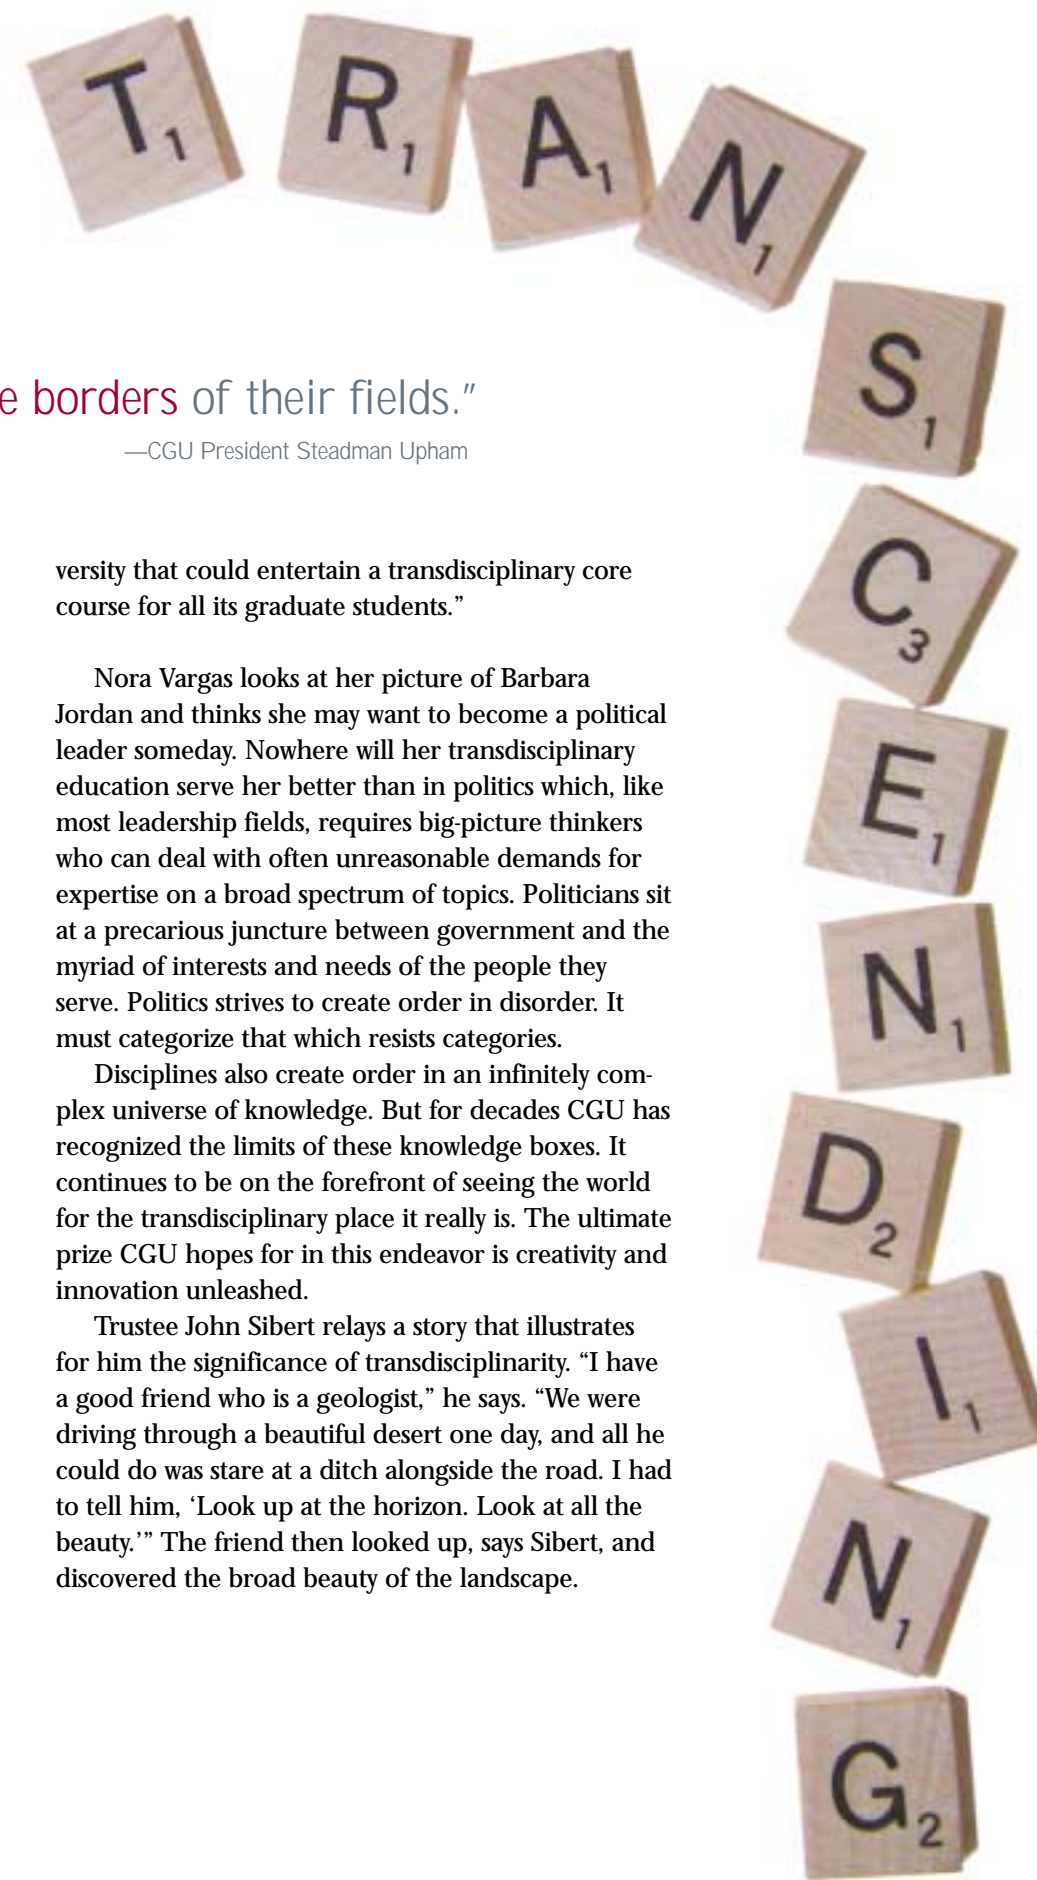 T1 R1 A1 N1 S1 C3 E1 N1 D2 I1 N1 G2
e borders of their fields."
—CGU President Steadman Upham
versity that could entertain a transdisciplinary core
course for all its graduate students.”
Nora Vargas looks at her picture of Barbara
Jordan and thinks she may want to become a political
leader someday. Nowhere will her transdisciplinary
education serve her better than in politics which, like
most leadership fields, requires big-picture thinkers
who can deal with often unreasonable demands for
expertise on a broad spectrum of topics. Politicians sit
at a precarious juncture between government and the
myriad of interests and needs of the people they
serve. Politics strives to create order in disorder. It
must categorize that which resists categories.
Disciplines also create order in an infinitely com-
plex universe of knowledge. But for decades CGU has
recognized the limits of these knowledge boxes. It
continues to be on the forefront of seeing the world
for the transdisciplinary place it really is. The ultimate
prize CGU hopes for in this endeavor is creativity and
innovation unleashed.
Trustee John Sibert relays a story that illustrates
for him the significance of transdisciplinarity. “I have
a good friend who is a geologist,” he says. “We were
driving through a beautiful desert one day, and all he
could do was stare at a ditch alongside the road. I had
to tell him, ‘Look up at the horizon. Look at all the
beauty.’” The friend then looked up, says Sibert, and
discovered the broad beauty of the landscape.